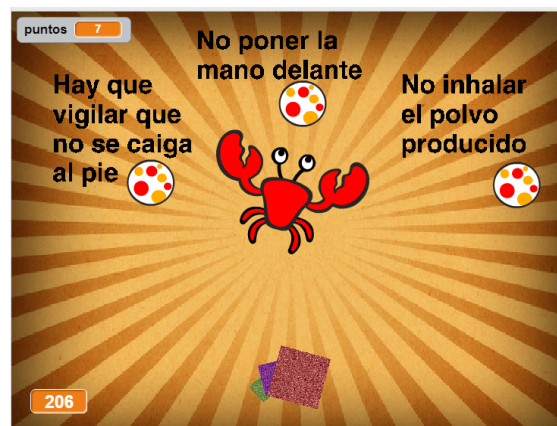 puntos 7
No poner la
mano delante
Hay que
vigilar que
no se caiga
al pie
No inhalar
el polvo
producido
206